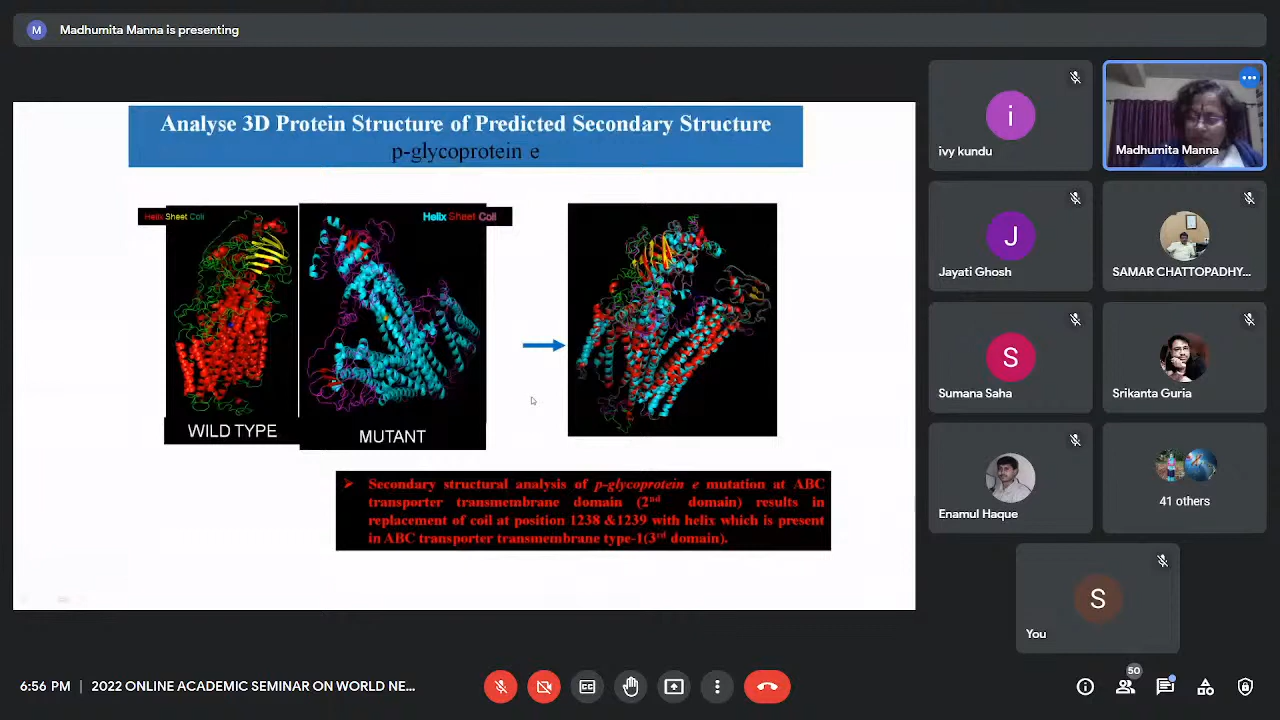 M
Madhumita Manna is presenting
Analyse 3D Protein Structure of Predicted Secondary Structure
p-glycoprotein e
Helix Sheet Coil
Helix Sheet Coil
WILD TYPE
MUTANT
Secondary structural analysis of p-glycoprotein e mutation at ABC
transporter transmembrane domain (2nd domain) results in
replacement of coil at position 1238 &1239 with helix which is present
in ABC transporter transmembrane type-1(3rd domain).
i
ivy kundu
Madhumita Manna
J
Jayati Ghosh
SAMAR CHATTOPADHY...
S
Sumana Saha
Srikanta Guria
Enamul Haque
41 others
S
You
6:56 PM | 2022 ONLINE ACADEMIC SEMINAR ON WORLD NE...
50